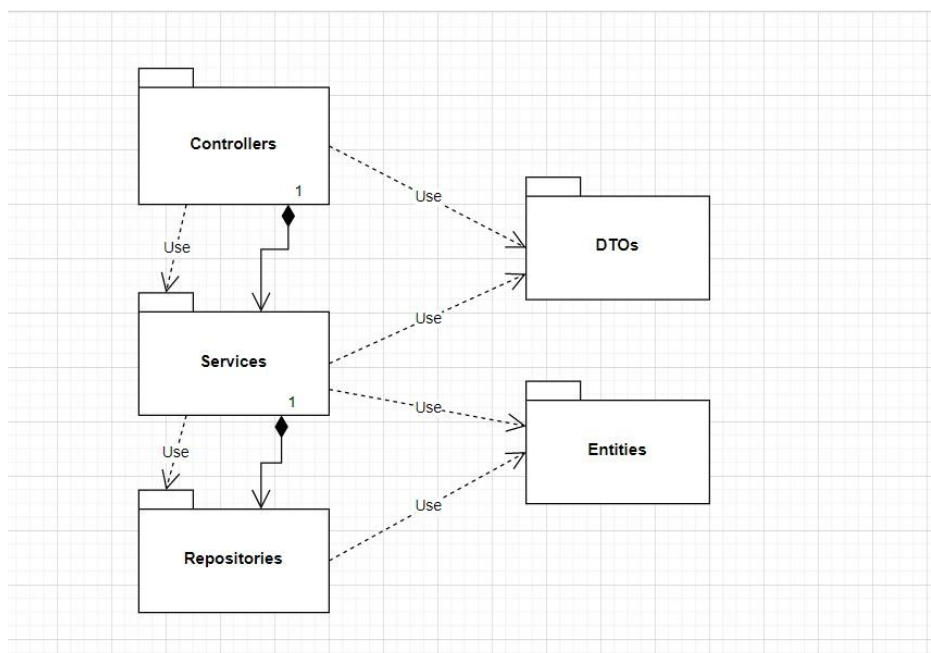 Controllers
1
Use
Use
DTOs
Use
Services
1
Use
Use
Entities
Use
Repositories